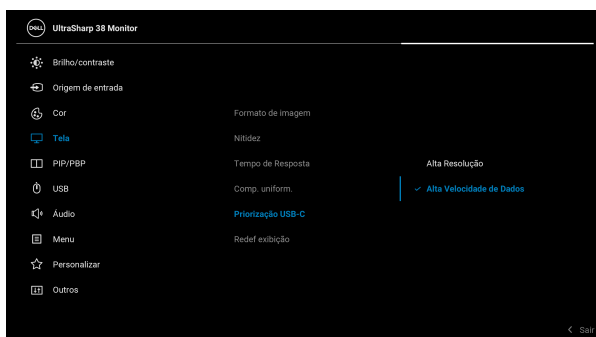 DELL UltraSharp 38 Monitor
Brilho/contraste
Origem de entrada
Cor
Formato de imagem
Tela
Nitidez
PIP/PBP
Tempo de Resposta
Alta Resolução
USB
Comp. uniform.
Alta Velocidade de Dados
Áudio
Priorização USB-C
Menu
Redef exibição
Personalizar
Outros
Sair